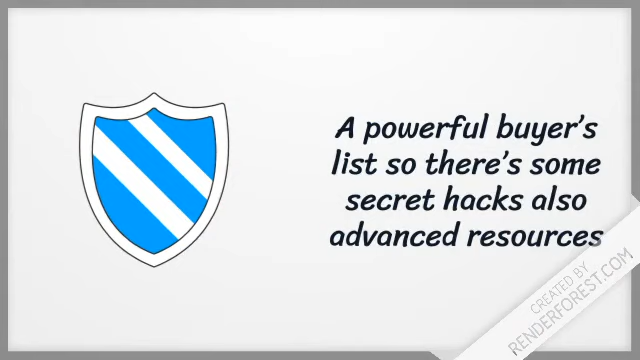 A powerful buyer's
list so there's some
secret hacks also
advanced resources
CREATED BY
RENDERFOREST.COM